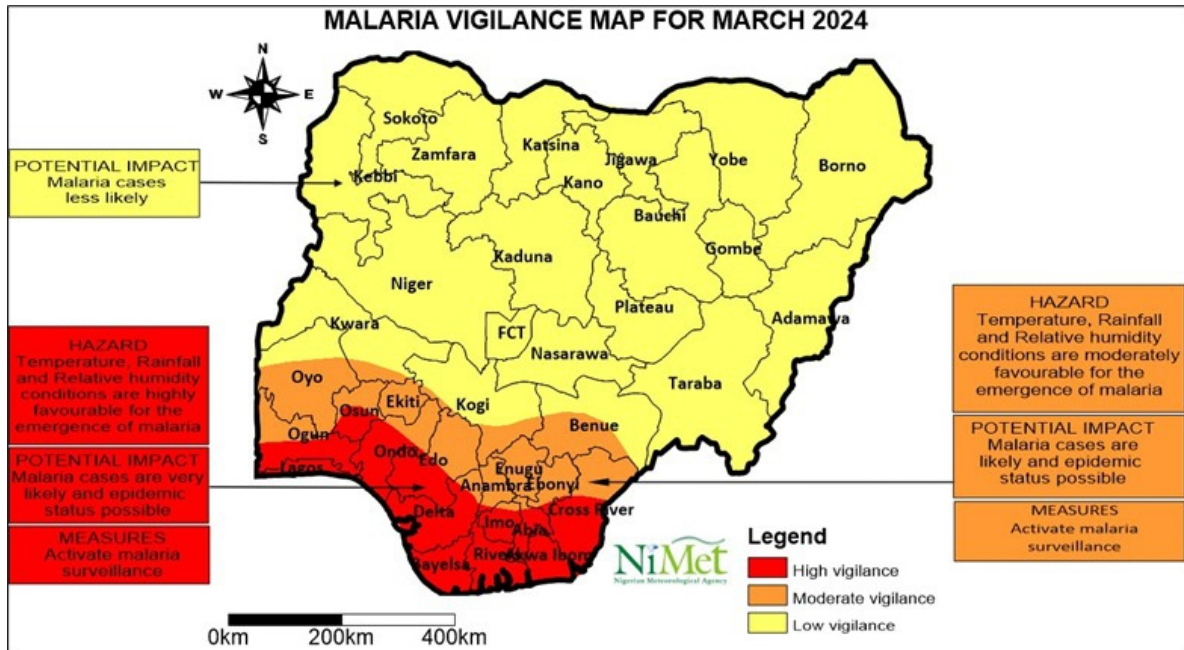 MALARIA VIGILANCE MAP FOR MARCH 2024
N
W E
S
POTENTIAL IMPACT
Malaria cases
less likely
HAZARD
Temperature, Rainfall
and Relative humidity
conditions are highly
favourable for the
emergence of malaria
POTENTIAL IMPACT
Malaria cases are very
likely and epidemic
status possible
MEASURES
Activate malaria
surveillance
Sokoto
Zamfara
Kebbi
Katsina
Kano
Jigawa
Yobe
Borno
Bauchi
Gombe
Kaduna
Niger
Plateau
Adamawa
Kwara
FCT
Nasarawa
Taraba
Oyo
Osun
Ekiti
Kogi
Benue
Ogun
Lagos
Ondo
Edo
Enugu
Anambra
Ebonyi
Delta
Imo
Abia
Cross River
Bayelsa
Rivers
Akwa Ibom
HAZARD
Temperature, Rainfall
and Relative humidity
conditions are moderately
favourable for the
emergence of malaria
POTENTIAL IMPACT
Malaria cases are
likely and epidemic
status possible
MEASURES
Activate malaria
surveillance
NiMet
Nigerian Meteorological Agency
Legend
High vigilance
Moderate vigilance
Low vigilance
0km 200km 400km